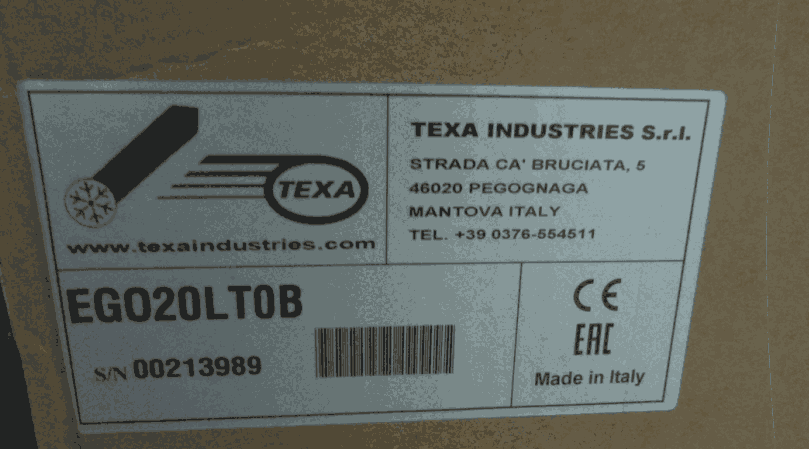 TEXA
www.texaindustries.com
TEXA INDUSTRIES S.r.l.
STRADA CA' BRUCIATA, 5
46020 PEGOGNAGA
MANTOVA ITALY
TEL. +39 0376-554511
EGO20LT0B
S/N 00213989
CE
EAC
Made in Italy